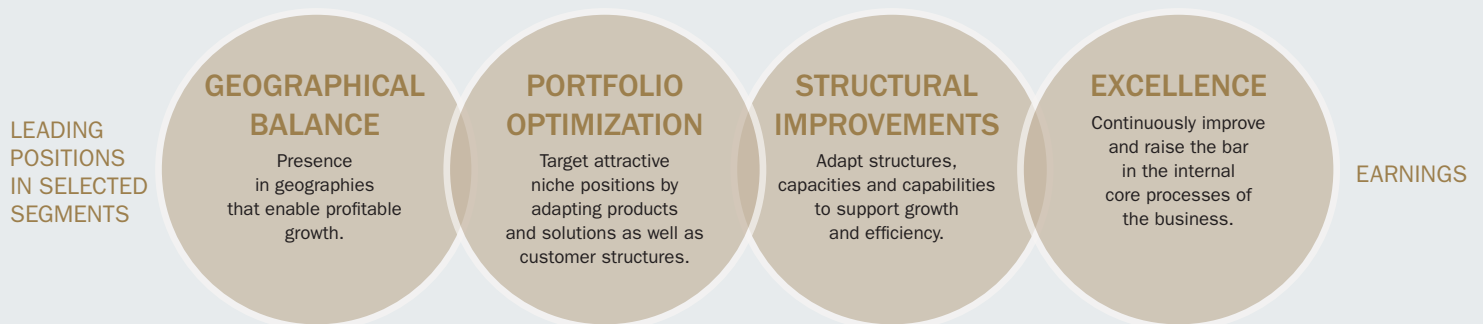 LEADING
POSITIONS
IN SELECTED
SEGMENTS
GEOGRAPHICAL
BALANCE
Presence
in geographies
that enable profitable
growth.
PORTFOLIO
OPTIMIZATION
Target attractive
niche positions by
adapting products
and solutions as well as
customer structures.
STRUCTURAL
IMPROVEMENTS
Adapt structures,
capacities and capabilities
to support growth
and efficiency.
EXCELLENCE
Continuously improve
and raise the bar
in the internal
core processes of
the business.
EARNINGS